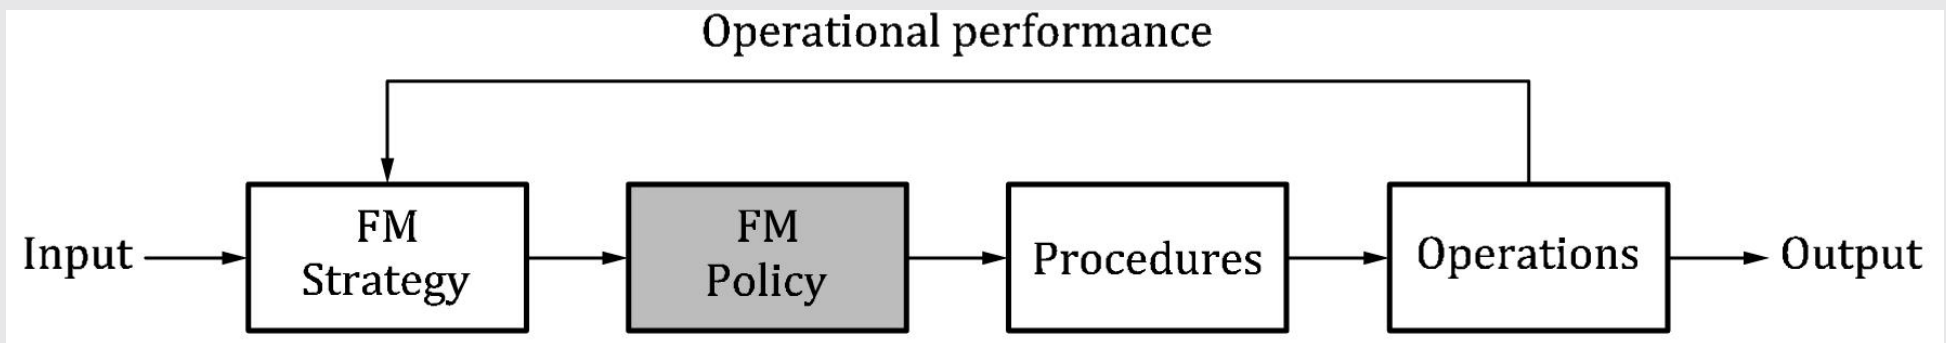 Operational performance
Input
FM
Strategy
FM
Policy
Procedures
Operations
Output